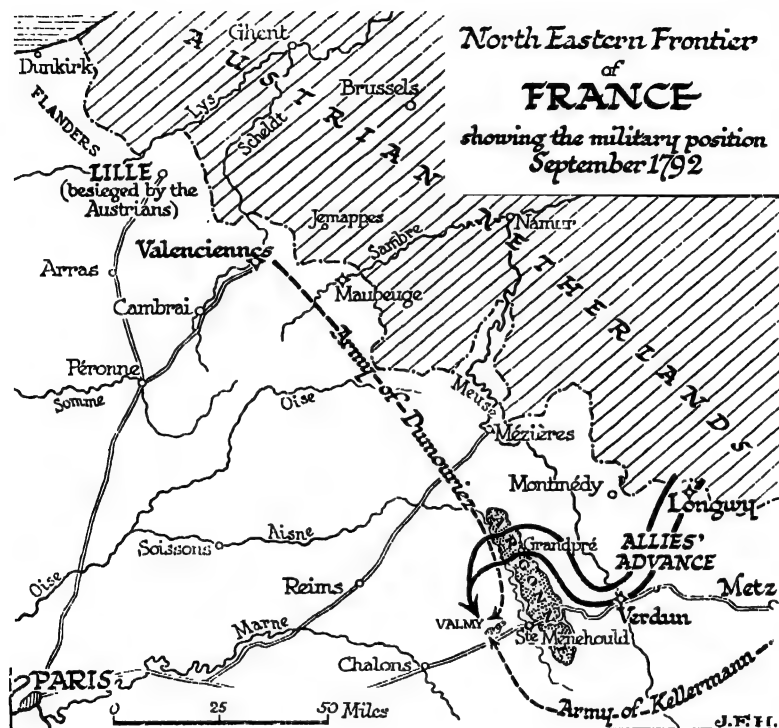 North Eastern Frontier
of
FRANCE
showing the military position
September 1792
AUSTRIAN
NETHERLANDS
Ghent
Dunkirk
FLANDERS
Lys
Scheldt
Brussels
LILLE
(besieged by the
Austrians)
Jemappes
Namur
Sambre
Valenciennes
Arras
Maubeuge
Cambrai
Péronne
Somme
Oise
Army-of-Dumouriez
Meuse
Mézières
Montmédy
Longwy
ALLIES'
ADVANCE
Soissons
Aisne
ARGONNE
Grandpré
Oise
Reims
Metz
Verdun
Marne
VALMY
Ste Menehould
Chalons
PARIS
Army-of-Kellermann
0 25 50 Miles
J.F.H.